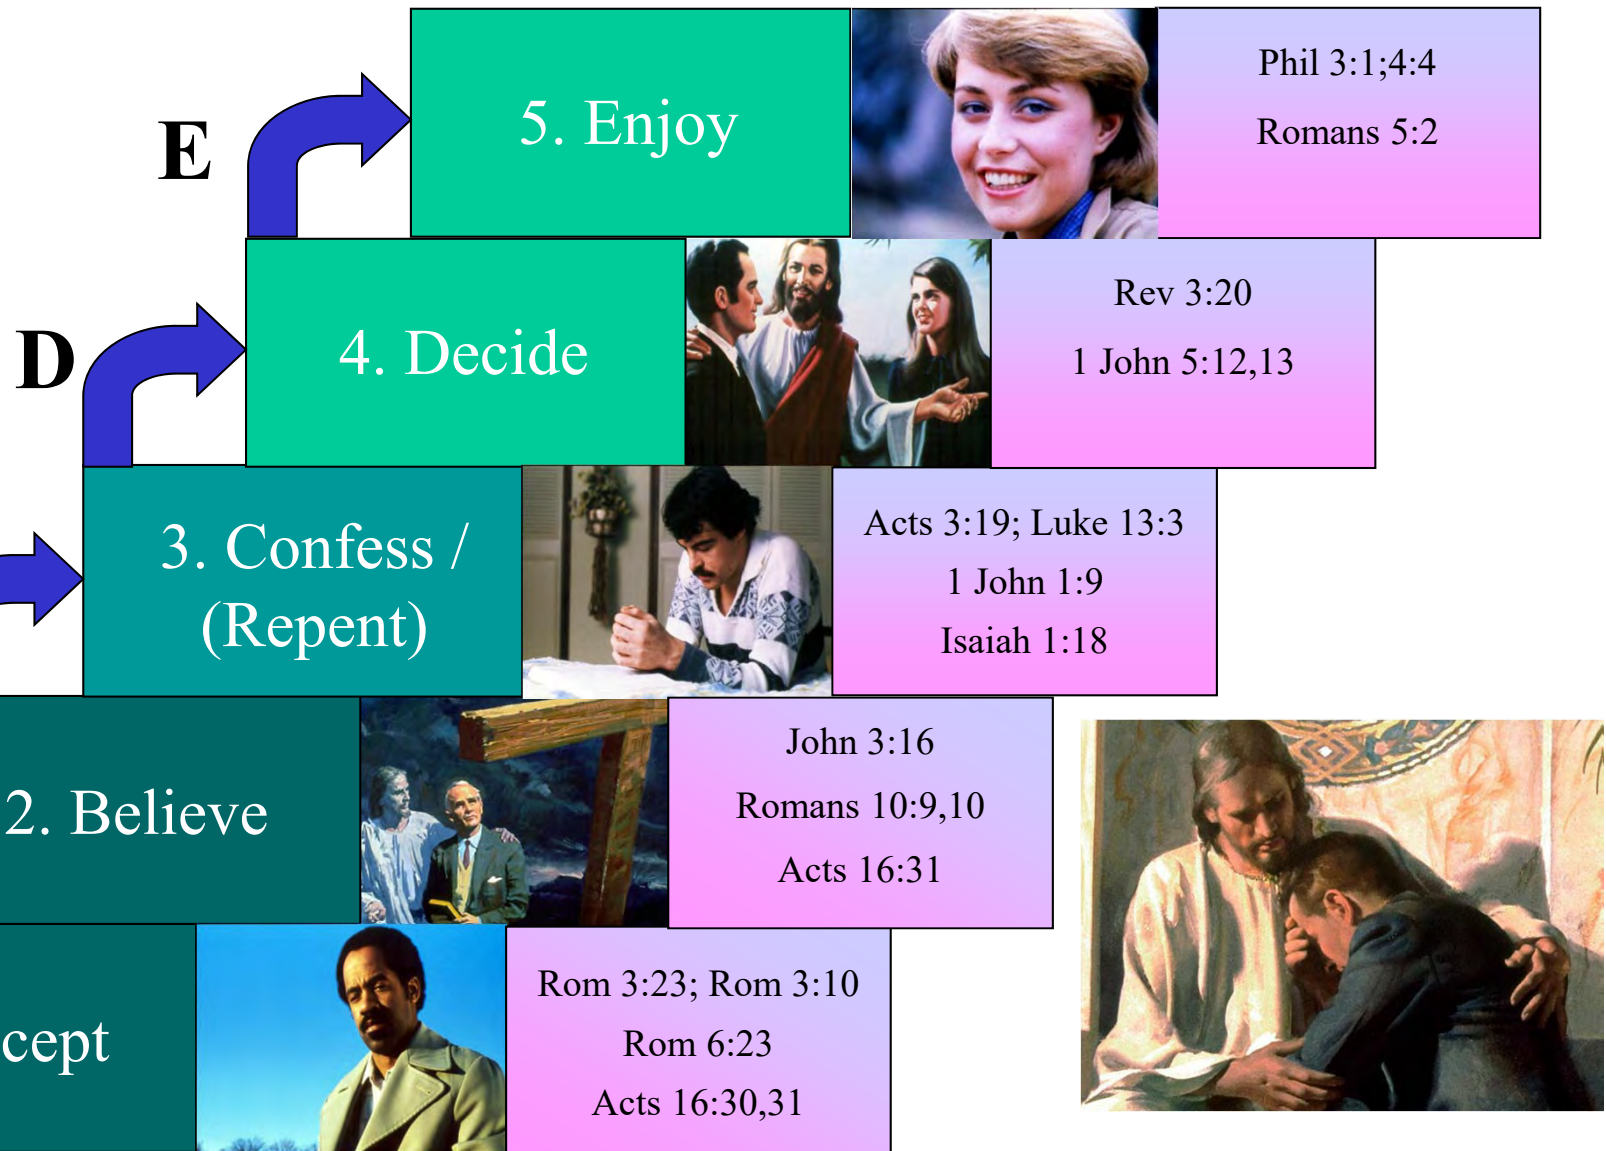 E
5. Enjoy
Phil 3:1;4:4
Romans 5:2
D
4. Decide
Rev 3:20
1 John 5:12,13
3. Confess /
(Repent)
Acts 3:19; Luke 13:3
1 John 1:9
Isaiah 1:18
2. Believe
John 3:16
Romans 10:9,10
Acts 16:31
cept
Rom 3:23; Rom 3:10
Rom 6:23
Acts 16:30,31